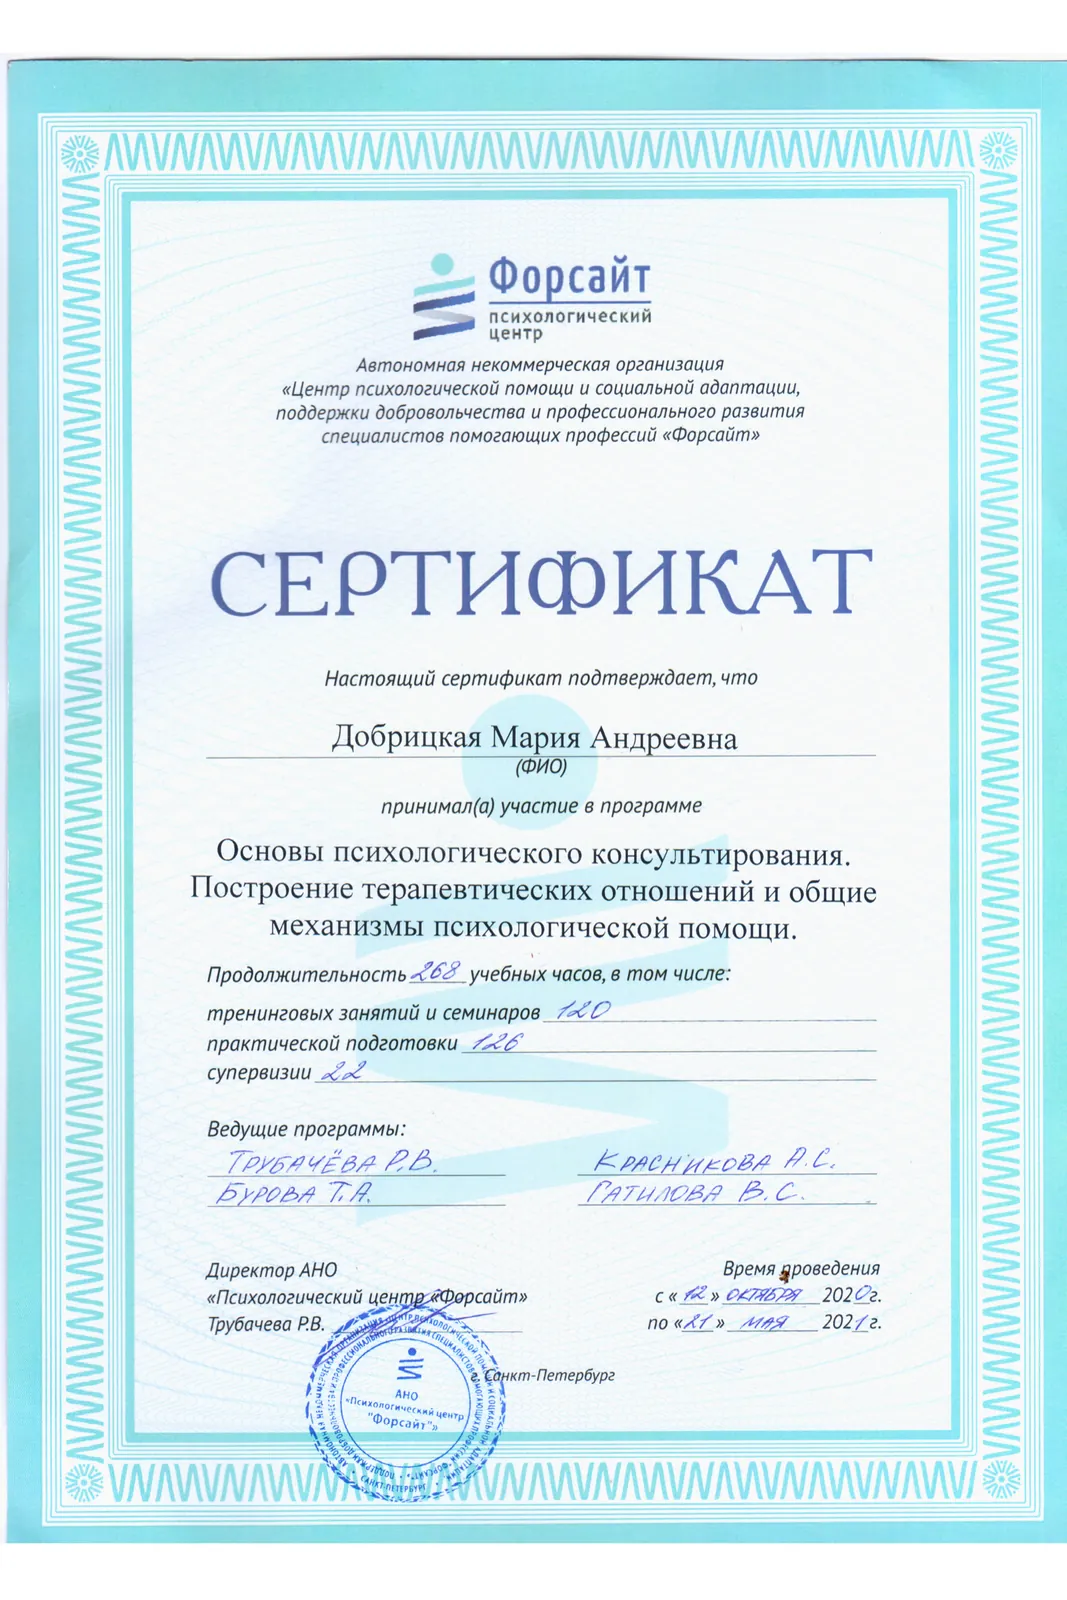 Форсайт
психологический
центр
Автономная некоммерческая организация
«Центр психологической помощи и социальной адаптации,
поддержки добровольчества и профессионального развития
специалистов помогающих профессий «Форсайт»
СЕРТИФИКАТ
Настоящий сертификат подтверждает, что
Добрицкая Мария Андреевна
(ФИО)
принимал(а) участие в программе
Основы психологического консультирования.
Построение терапевтических отношений и общие
механизмы психологической помощи.
Продолжительность 268 учебных часов, в том числе:
тренинговых занятий и семинаров 120
практической подготовки 126
супервизии 22
Ведущие программы:
ТРУБАЧЁВА Р.В. КРАСНИКОВА А.С.
БУРОВА Т.А. ГАТИЛОВА В.С.
Директор АНО
«Психологический центр «Форсайт»
Трубачева Р.В.
Время проведения
с «12» ОКТЯБРЯ 2020г.
по «21» МАЯ 2021г.
г. Санкт-Петербург
АНО
«Психологический центр
"Форсайт"»
САНКТ-ПЕТЕРБУРГ